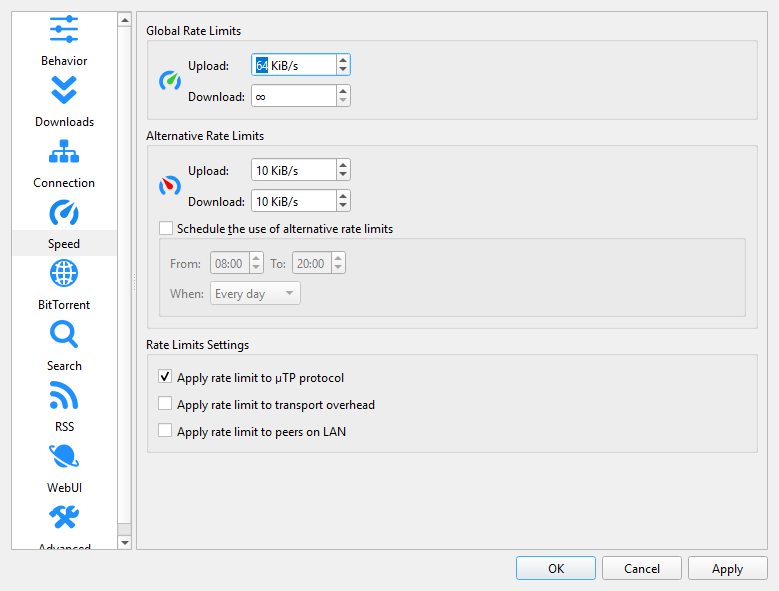 Behavior
Downloads
Connection
Speed
BitTorrent
Search
RSS
WebUI
Advanced
Global Rate Limits
Upload: 64 KiB/s
Download: ∞
Alternative Rate Limits
Upload: 10 KiB/s
Download: 10 KiB/s
Schedule the use of alternative rate limits
From: 08:00 To: 20:00
When: Every day
Rate Limits Settings
Apply rate limit to µTP protocol
Apply rate limit to transport overhead
Apply rate limit to peers on LAN
OK Cancel Apply